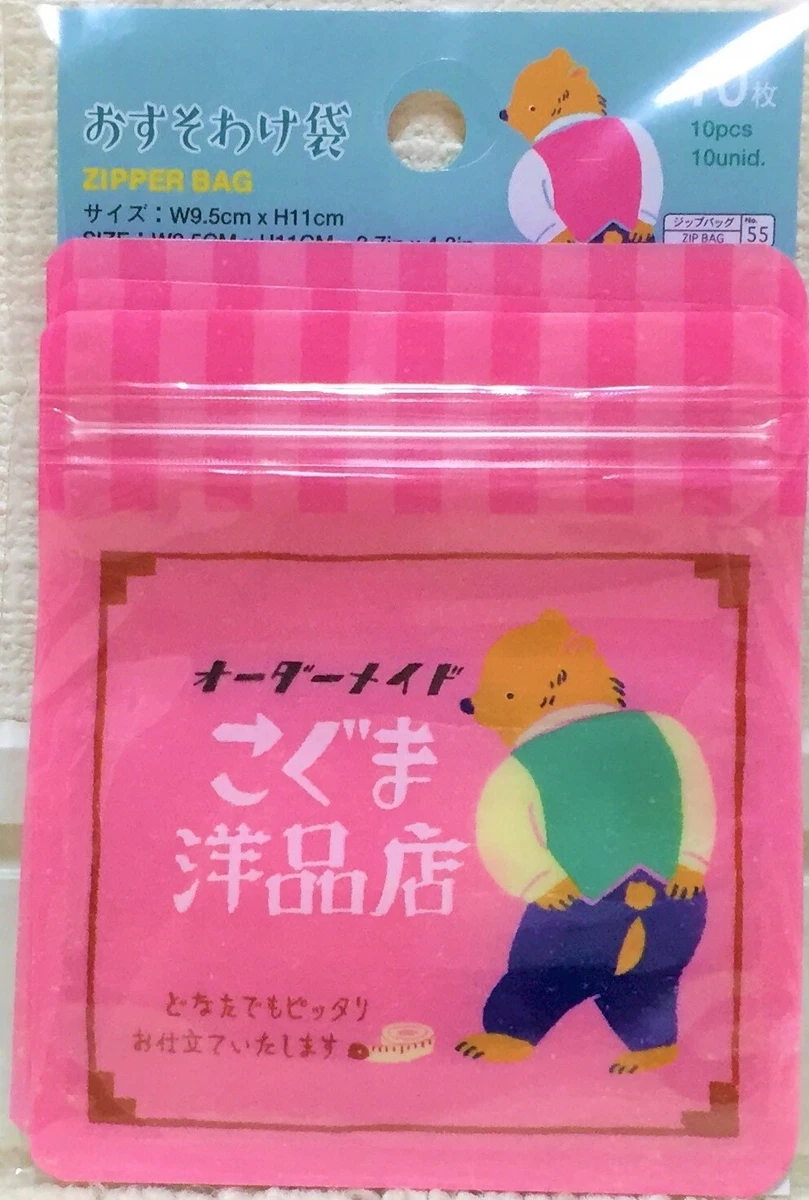 おすそわけ袋
ZIPPER BAG
サイズ：W9.5cm x H11cm
10枚
10pcs
10unid.
ジップバッグ
ZIP BAG
No.
55
オーダーメイド
こぐま
洋品店
どなたでもピッタリ
お仕立ていたします